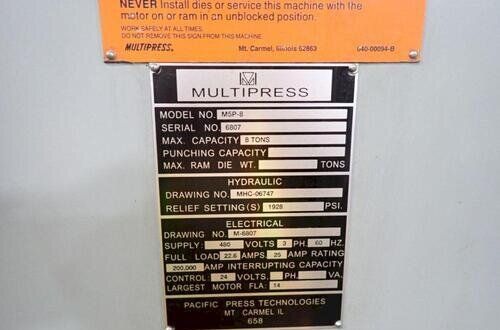 NEVER Install dies or service this machine with the
motor on or ram in an unblocked position.
WORK SAFELY AT ALL TIMES.
DO NOT REMOVE THIS SIGN FROM THIS MACHINE.
MULTIPRESS. Mt. Carmel, Illinois 62863 640-00094-B
MULTIPRESS
MODEL NO. M5P-8
SERIAL NO. 6807
MAX. CAPACITY 8 TONS
PUNCHING CAPACITY
MAX. RAM DIE WT. TONS
HYDRAULIC
DRAWING NO. MHC-06747
RELIEF SETTING(S) 1928 PSI.
ELECTRICAL
DRAWING NO. M-6807
SUPPLY: 480 VOLTS 3 PH. 60 HZ.
FULL LOAD 22.6 AMPS 25 AMP RATING
200,000 AMP INTERRUPTING CAPACITY
CONTROL: 24 VOLTS. PH VA.
LARGEST MOTOR FLA: 14
PACIFIC PRESS TECHNOLOGIES
MT CARMEL IL
658